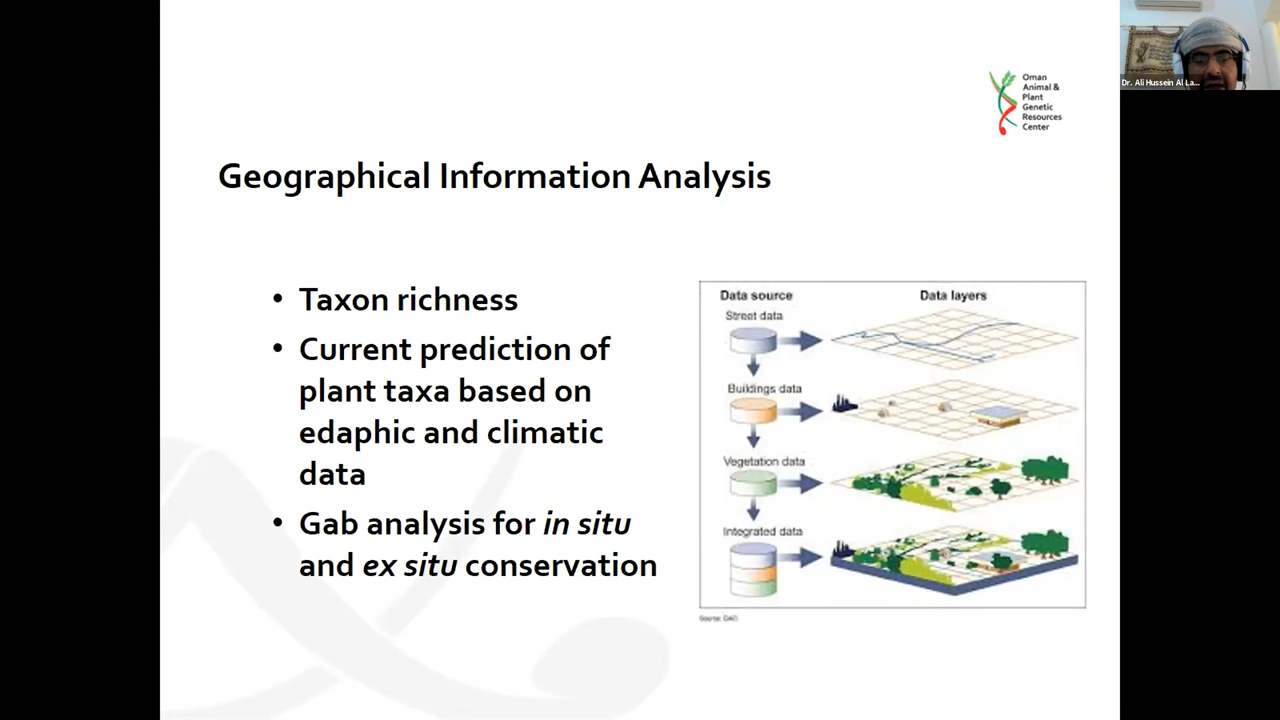 Oman
Animal &
Plant
Genetic
Resources
Center
Dr. Ali Hussein Al La...
Geographical Information Analysis
• Taxon richness
• Current prediction of
plant taxa based on
edaphic and climatic
data
• Gab analysis for in situ
and ex situ conservation
Data source
Data layers
Street data
Buildings data
Vegetation data
Integrated data
Source: GAO